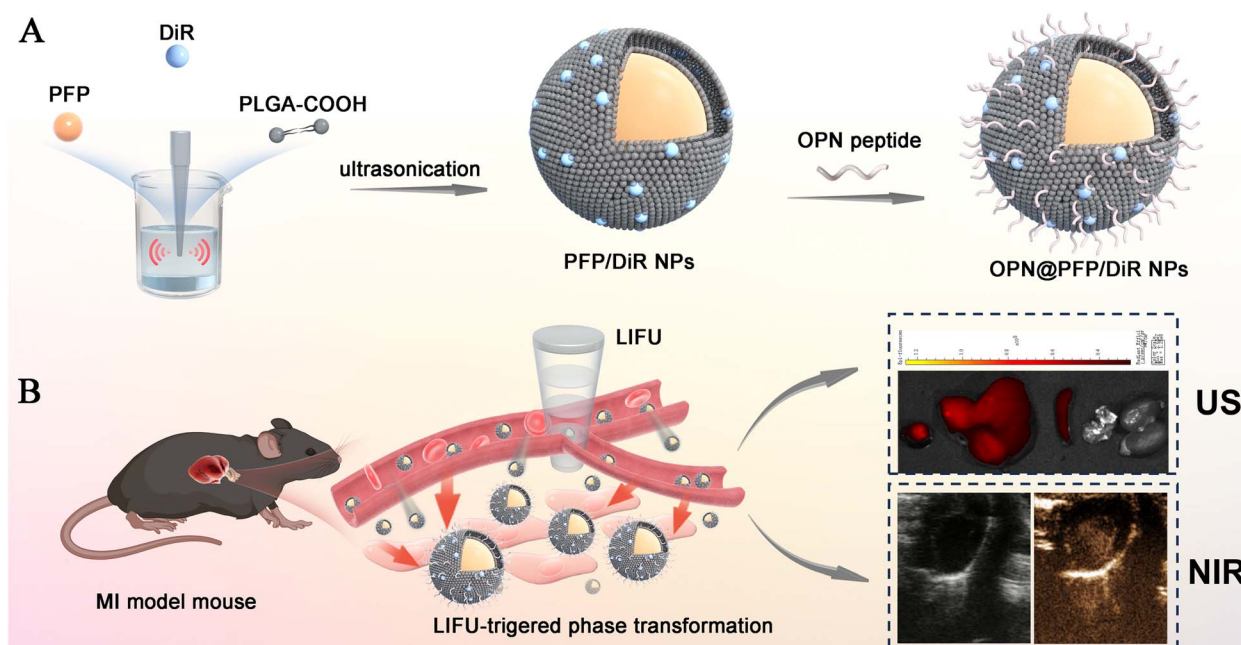 A
DiR
PFP
PLGA-COOH
ultrasonication
PFP/DiR NPs
OPN peptide
OPN@PFP/DiR NPs
B
LIFU
MI model mouse
LIFU-trigered phase transformation
US
NIR